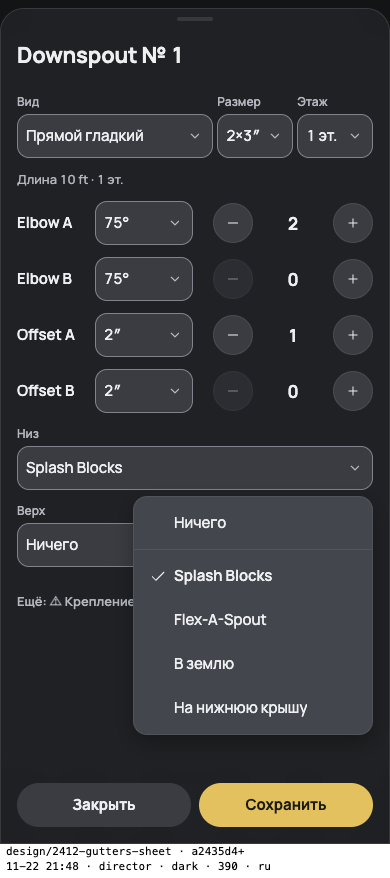 Downspout № 1
Вид Размер Этаж
Прямой гладкий 2×3″ 1 эт.
Длина 10 ft · 1 эт.
Elbow A 75° − 2 +
Elbow B 75° − 0 +
Offset A 2″ − 1 +
Offset B 2″ − 0 +
Низ
Splash Blocks
Верх
Ничего
Ничего
Splash Blocks
Flex-A-Spout
В землю
На нижнюю крышу
Ещё: ⚠ Крепление
Закрыть Сохранить
design/2412-gutters-sheet · a2435d4+
11-22 21:48 · director · dark · 390 · ru